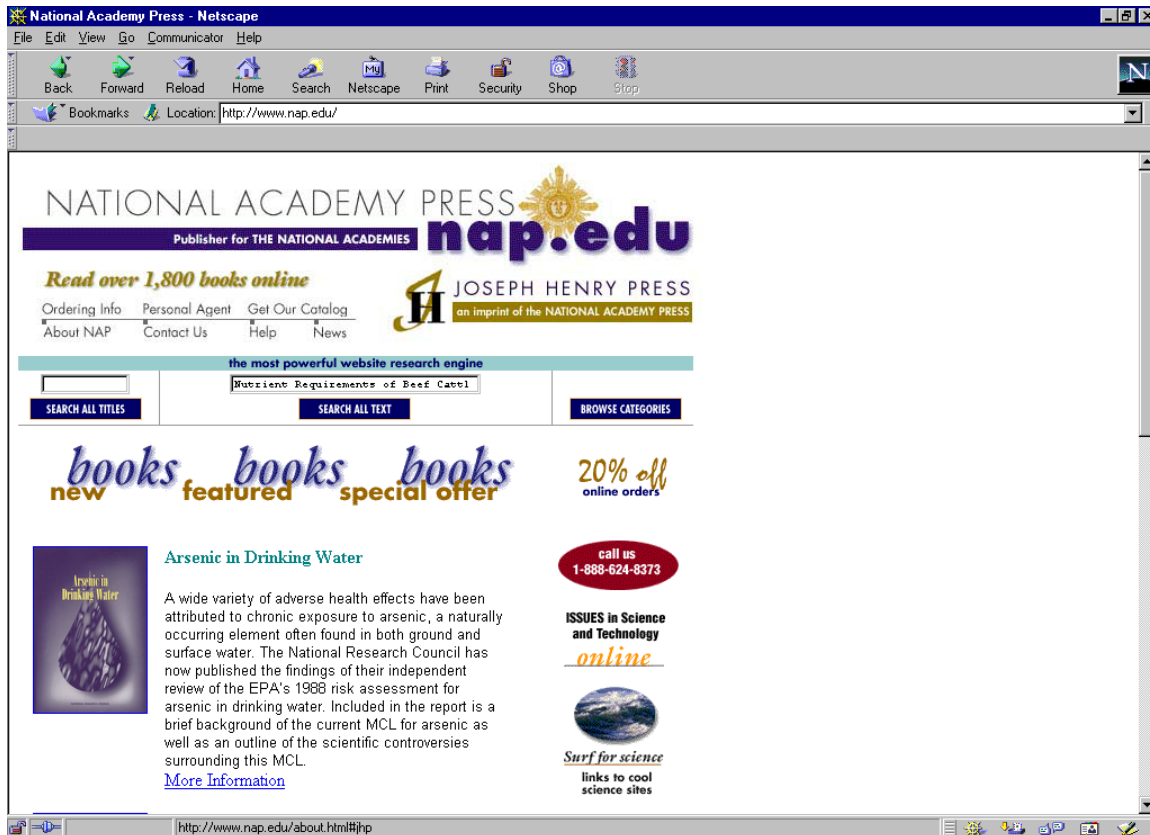 National Academy Press - Netscape
File Edit View Go Communicator Help
Back Forward Reload Home Search Netscape Print Security Shop Stop
Bookmarks Location: http://www.nap.edu/
NATIONAL ACADEMY PRESS
nap.edu
Publisher for THE NATIONAL ACADEMIES
Read over 1,800 books online
JOSEPH HENRY PRESS
an imprint of the NATIONAL ACADEMY PRESS
Ordering Info Personal Agent Get Our Catalog
About NAP Contact Us Help News
the most powerful website research engine
Nutrient Requirements of Beef Cattl
SEARCH ALL TITLES SEARCH ALL TEXT BROWSE CATEGORIES
books books books
new featured special offer
20% off
online orders
call us
1-888-624-8373
Arsenic in Drinking Water
Arsenic in
Drinking Water
A wide variety of adverse health effects have been
attributed to chronic exposure to arsenic, a naturally
occurring element often found in both ground and
surface water. The National Research Council has
now published the findings of their independent
review of the EPA's 1988 risk assessment for
arsenic in drinking water. Included in the report is a
brief background of the current MCL for arsenic as
well as an outline of the scientific controversies
surrounding this MCL.
More Information
ISSUES in Science
and Technology
online
Surf for science
links to cool
science sites
http://www.nap.edu/about.html#jhp